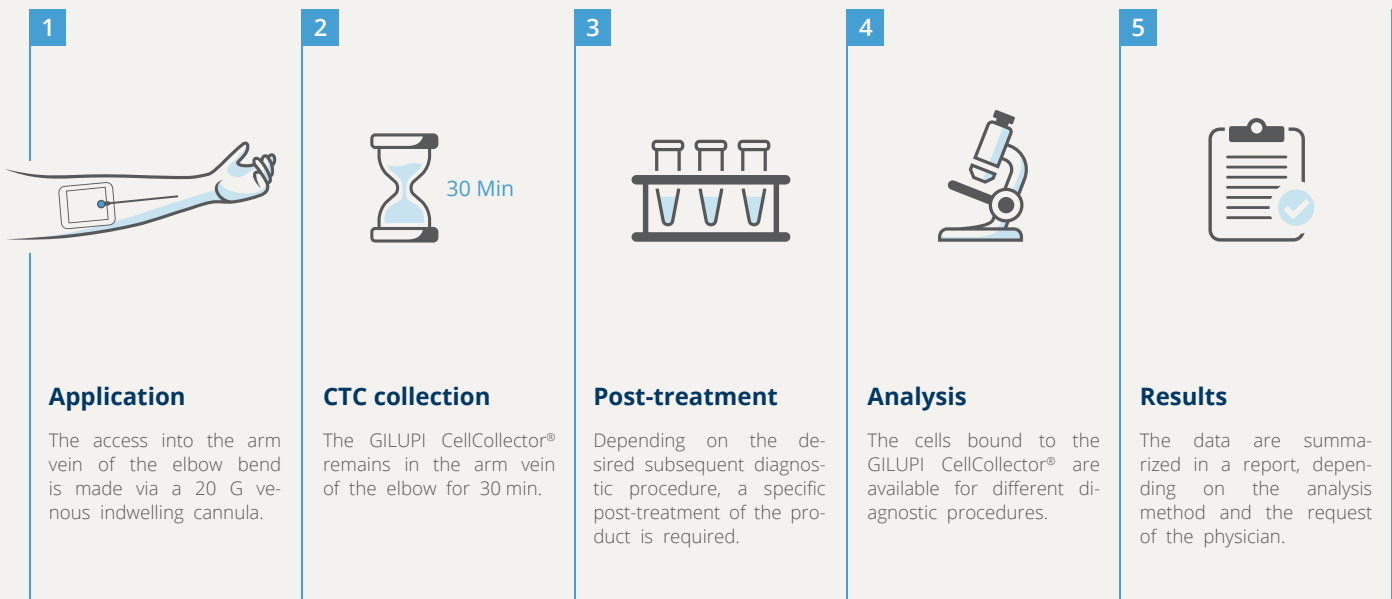 1
2
3
4
5
30 Min
Application
The access into the arm
vein of the elbow bend
is made via a 20 G ve-
nous indwelling cannula.
CTC collection
The GILUPI CellCollector®
remains in the arm vein
of the elbow for 30 min.
Post-treatment
Depending on the de-
sired subsequent diagnos-
tic procedure, a specific
post-treatment of the pro-
duct is required.
Analysis
The cells bound to the
GILUPI CellCollector® are
available for different di-
agnostic procedures.
Results
The data are summa-
rized in a report, depen-
ding on the analysis
method and the request
of the physician.